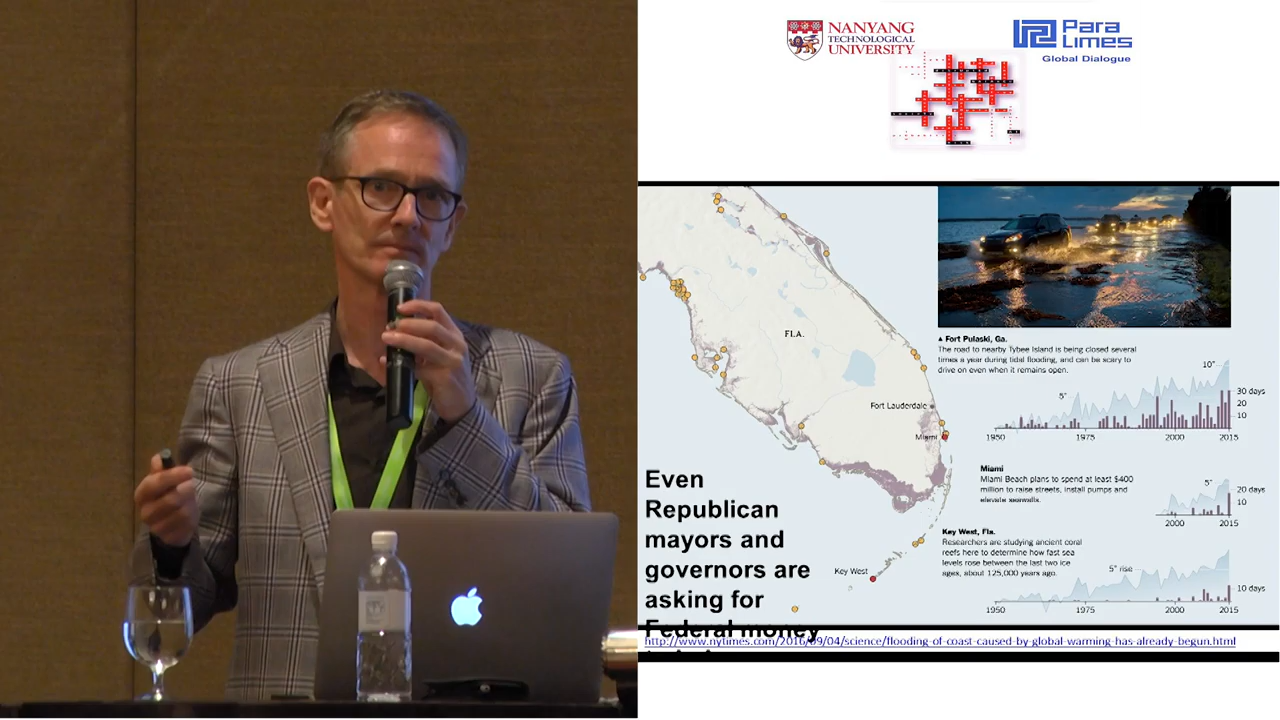 NANYANG
TECHNOLOGICAL
UNIVERSITY
Para
Limes
Global Dialogue
FLA.
Fort Lauderdale
Miami
Key West
Even
Republican
mayors and
governors are
asking for
Federal money
▲ Fort Pulaski, Ga.
The road to nearby Tybee Island is being closed several
times a year during tidal flooding, and can be scary to
drive on even when it remains open.
10"
5"
30 days
20
10
1950 1975 2000 2015
Miami
Miami Beach plans to spend at least $400
million to raise streets, install pumps and
elevate seawalls.
5"
20 days
10
2000 2015
Key West, Fla.
Researchers are studying ancient coral
reefs here to determine how fast sea
levels rose between the last two ice
ages, about 125,000 years ago.
5" rise
10 days
1950 1975 2000 2015
http://www.nytimes.com/2016/09/04/science/flooding-of-coast-caused-by-global-warming-has-already-begun.html